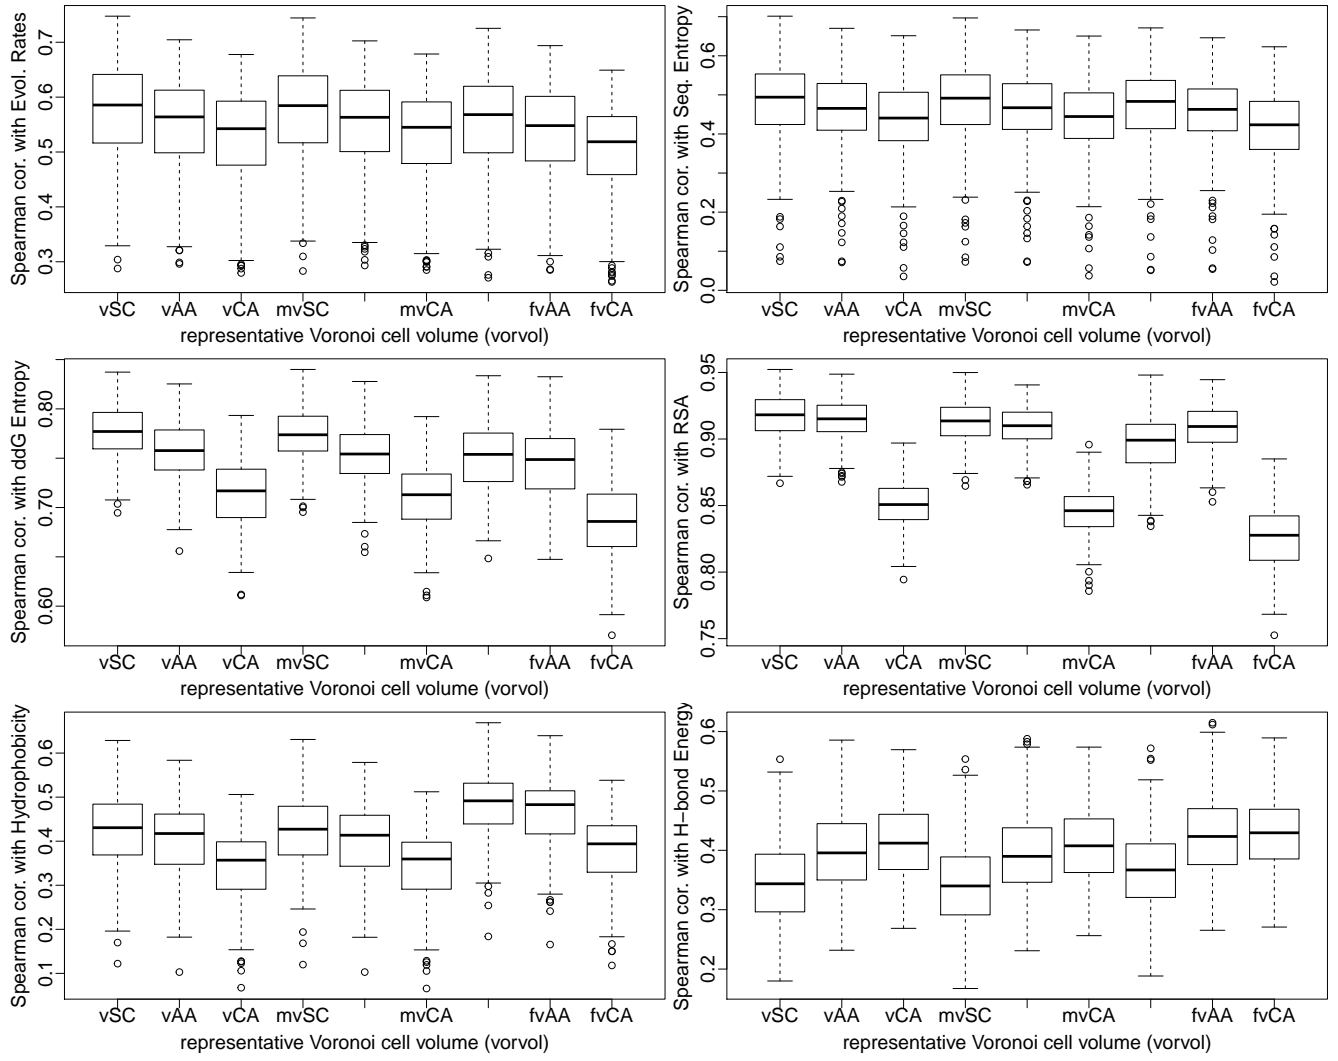 Spearman cor. with Evol. Rates
0.7
0.6
0.5
0.4
0.3
vSC vAA vCA mvSC mvCA fvAA fvCA
representative Voronoi cell volume (vorvol)
Spearman cor. with Seq. Entropy
0.6
0.4
0.2
0.0
vSC vAA vCA mvSC mvCA fvAA fvCA
representative Voronoi cell volume (vorvol)
Spearman cor. with ddG Entropy
0.80
0.70
0.60
vSC vAA vCA mvSC mvCA fvAA fvCA
representative Voronoi cell volume (vorvol)
Spearman cor. with RSA
0.95
0.90
0.85
0.80
0.75
vSC vAA vCA mvSC mvCA fvAA fvCA
representative Voronoi cell volume (vorvol)
Spearman cor. with Hydrophobicity
0.6
0.5
0.4
0.3
0.2
0.1
vSC vAA vCA mvSC mvCA fvAA fvCA
representative Voronoi cell volume (vorvol)
Spearman cor. with H−bond Energy
0.6
0.5
0.4
0.3
0.2
vSC vAA vCA mvSC mvCA fvAA fvCA
representative Voronoi cell volume (vorvol)